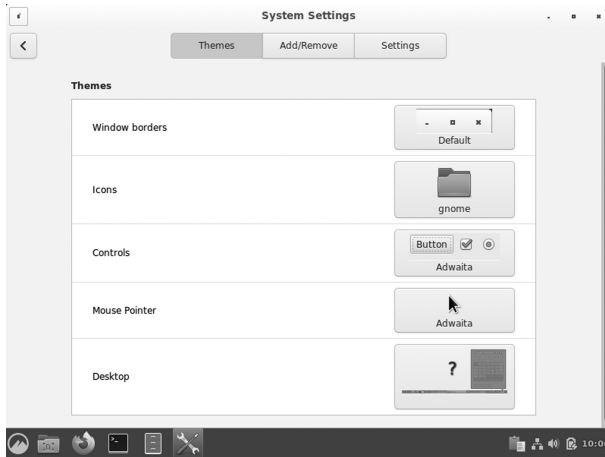 System Settings
Themes Add/Remove Settings
Themes
Window borders
Default
Icons
gnome
Controls
Button
Adwaita
Mouse Pointer
Adwaita
Desktop
?